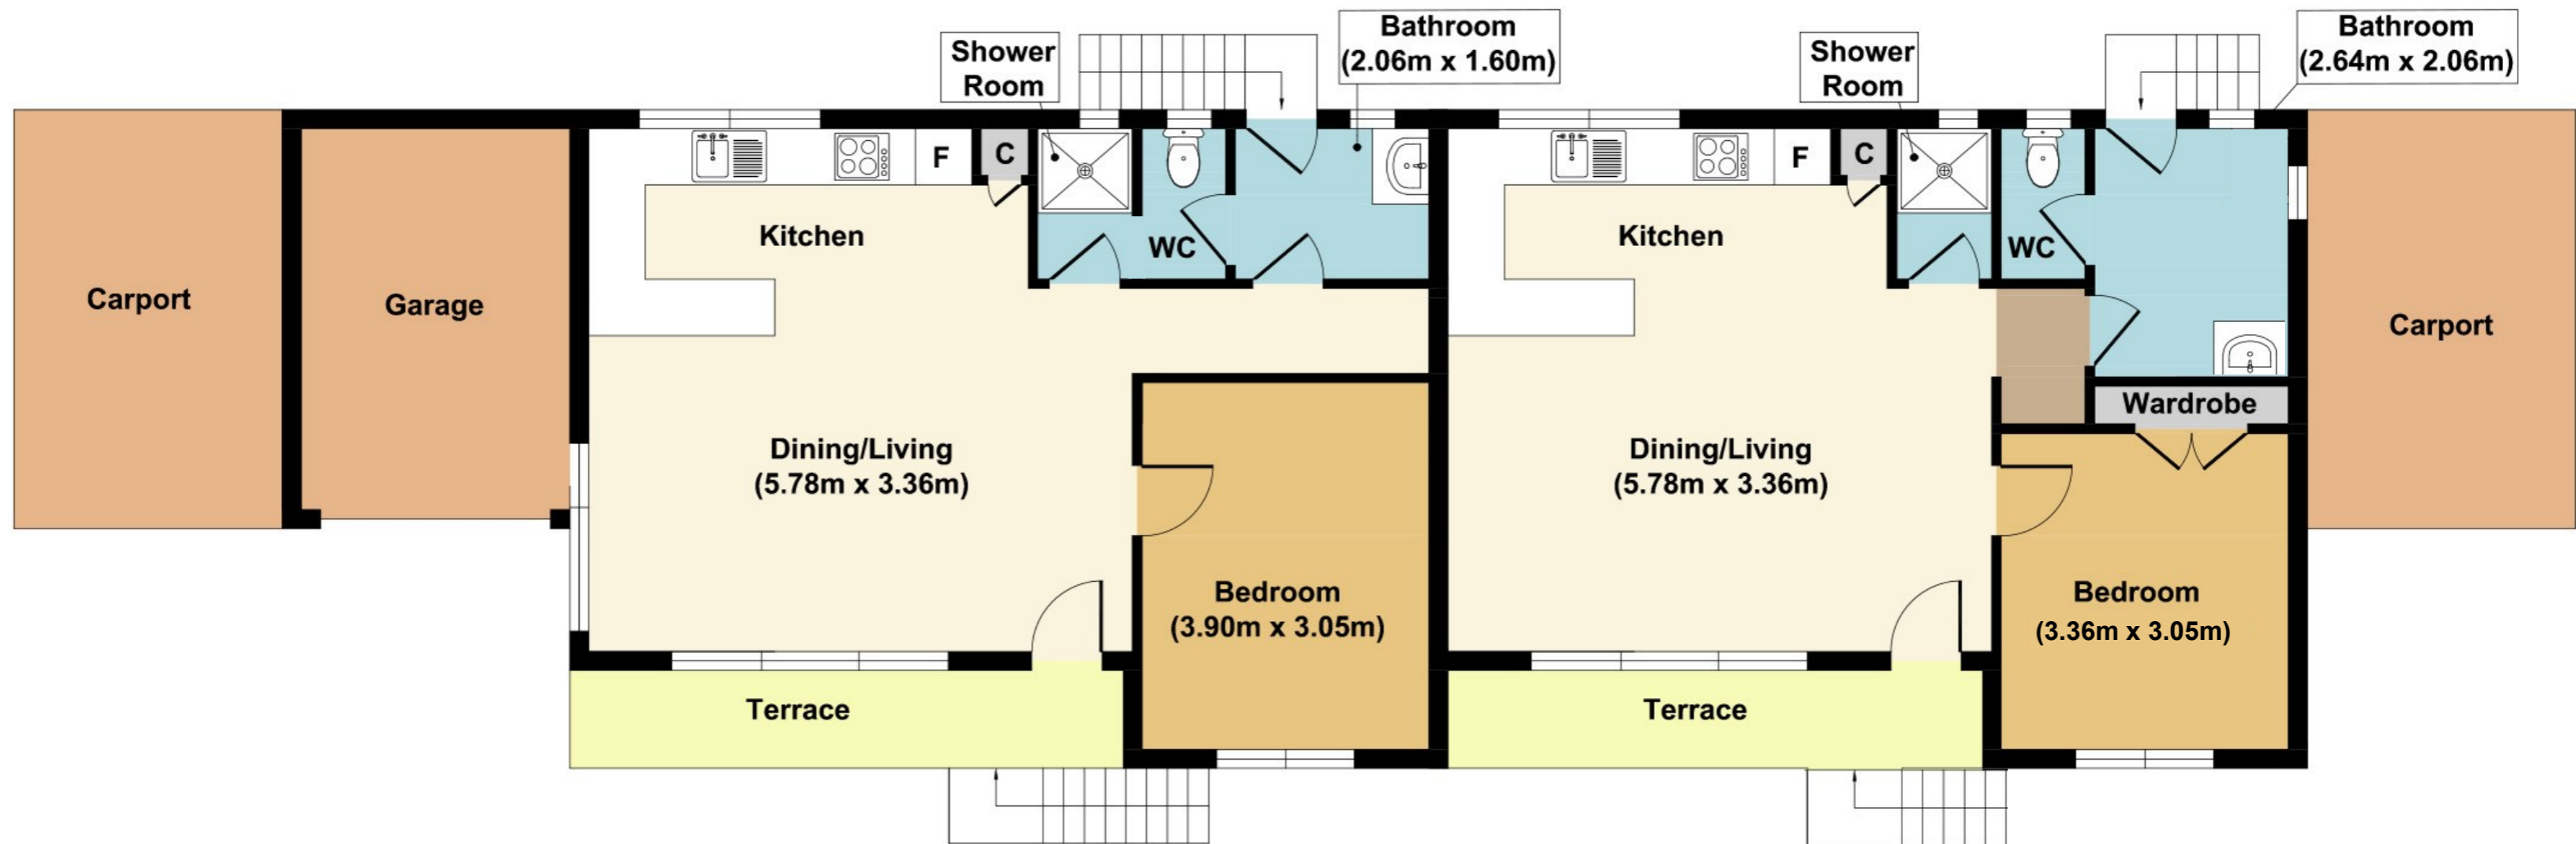 Shower
Room
Bathroom
(2.06m x 1.60m)
Shower
Room
Bathroom
(2.64m x 2.06m)
F
C
F
C
Kitchen
WC
Kitchen
WC
Carport
Garage
Carport
Wardrobe
Dining/Living
(5.78m x 3.36m)
Dining/Living
(5.78m x 3.36m)
Bedroom
(3.90m x 3.05m)
Bedroom
(3.36m x 3.05m)
Terrace
Terrace